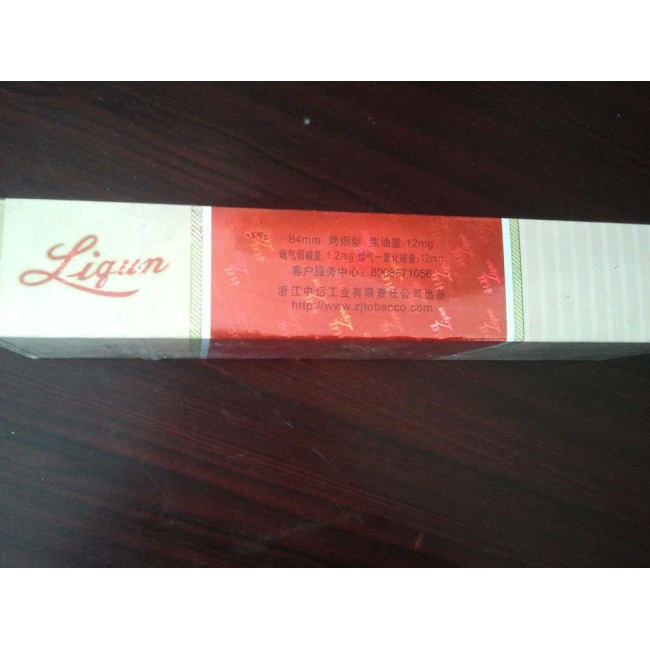 Liqun
84mm 烤烟型 焦油量:12mg
烟气烟碱量:1.2mg 烟气一氧化碳量:12mg
客户服务中心：8008571056
浙江中烟工业有限责任公司出品
http://www.zjtobacco.com